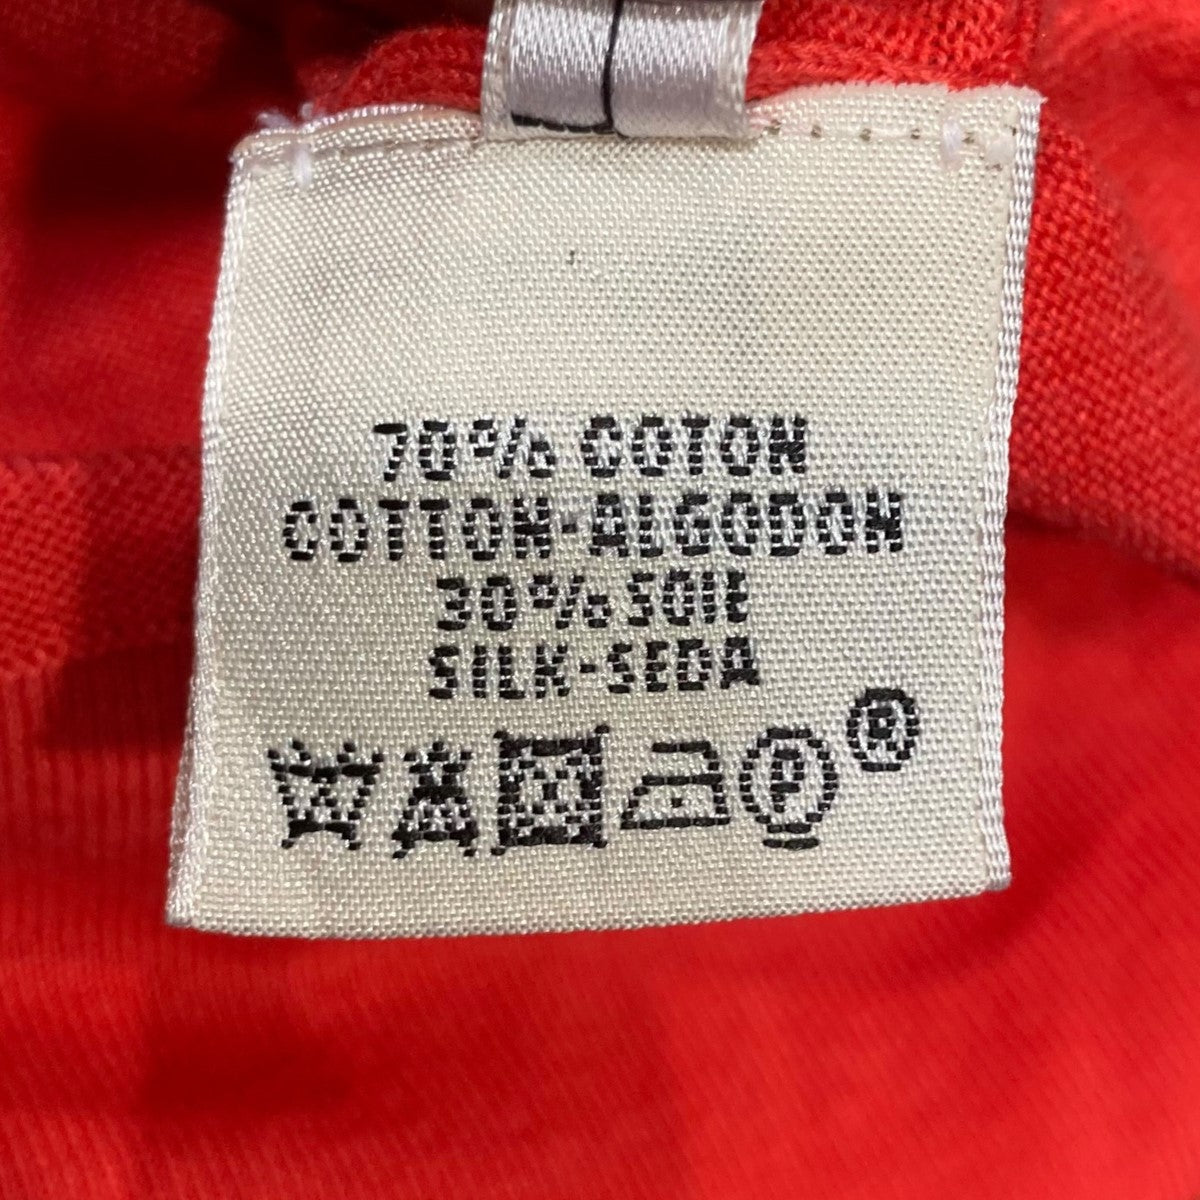 70% COTON
COTTON-ALGODON
30% SOIE
SILK-SEDA
P ®